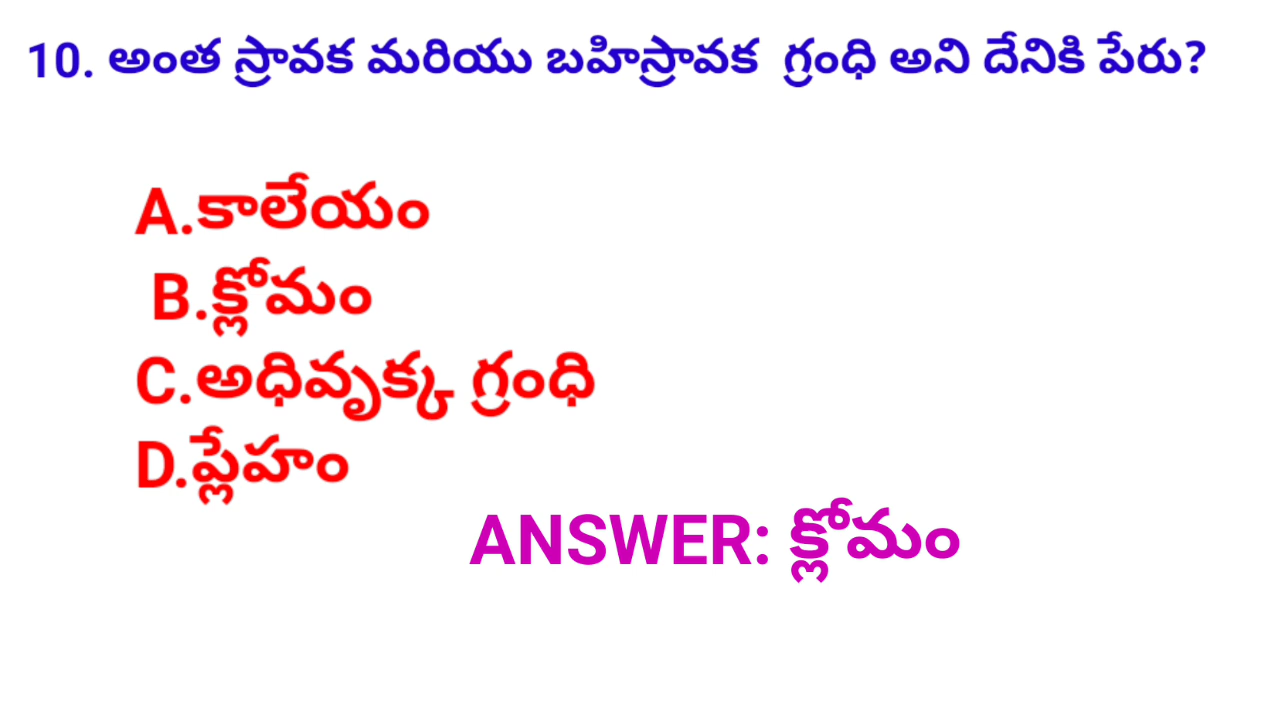 10. అంత స్రావక మరియు బహిస్రావక గ్రంధి అని దేనికి పేరు?
A.కాలేయం
B.క్లోమం
C.అధివృక్క గ్రంధి
D.ప్లేహం
ANSWER: క్లోమం